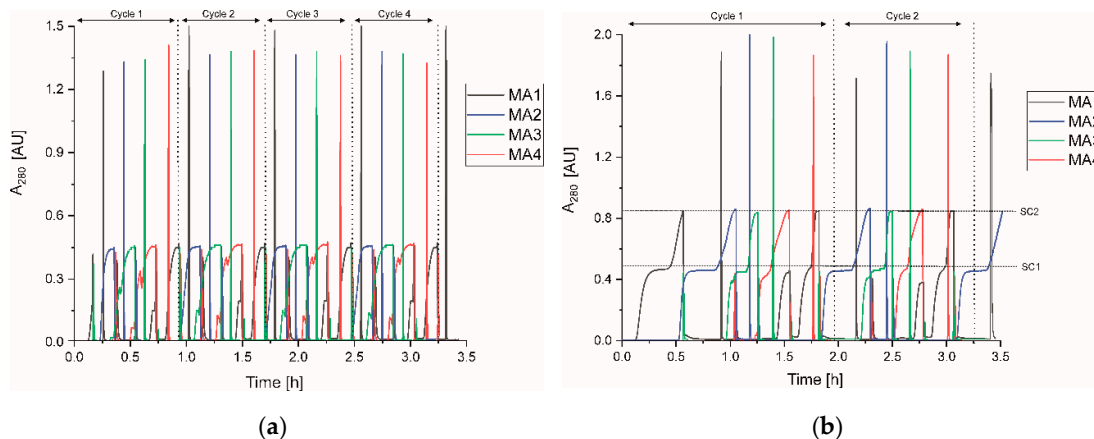 Cycle 1 Cycle 2 Cycle 3 Cycle 4
1.5
1.2
0.9
0.6
0.3
0.0
A280 [AU]
0.0 0.5 1.0 1.5 2.0 2.5 3.0 3.5
Time [h]
MA1
MA2
MA3
MA4
(a)
Cycle 1 Cycle 2
2.0
1.6
1.2
0.8
0.4
0.0
A280 [AU]
0.0 0.5 1.0 1.5 2.0 2.5 3.0 3.5
Time [h]
MA
MA2
MA3
MA4
SC2
SC1
(b)